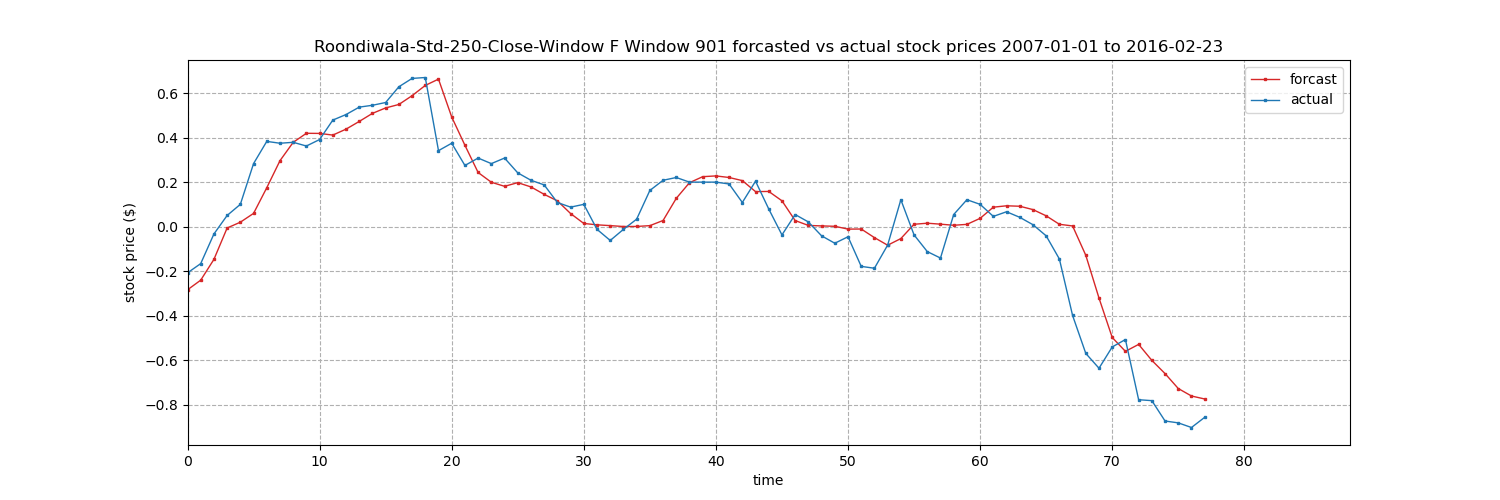 Roondiwala-Std-250-Close-Window F Window 901 forcasted vs actual stock prices 2007-01-01 to 2016-02-23
forcast
actual
stock price ($)
0.6
0.4
0.2
0.0
−0.2
−0.4
−0.6
−0.8
0 10 20 30 40 50 60 70 80
time